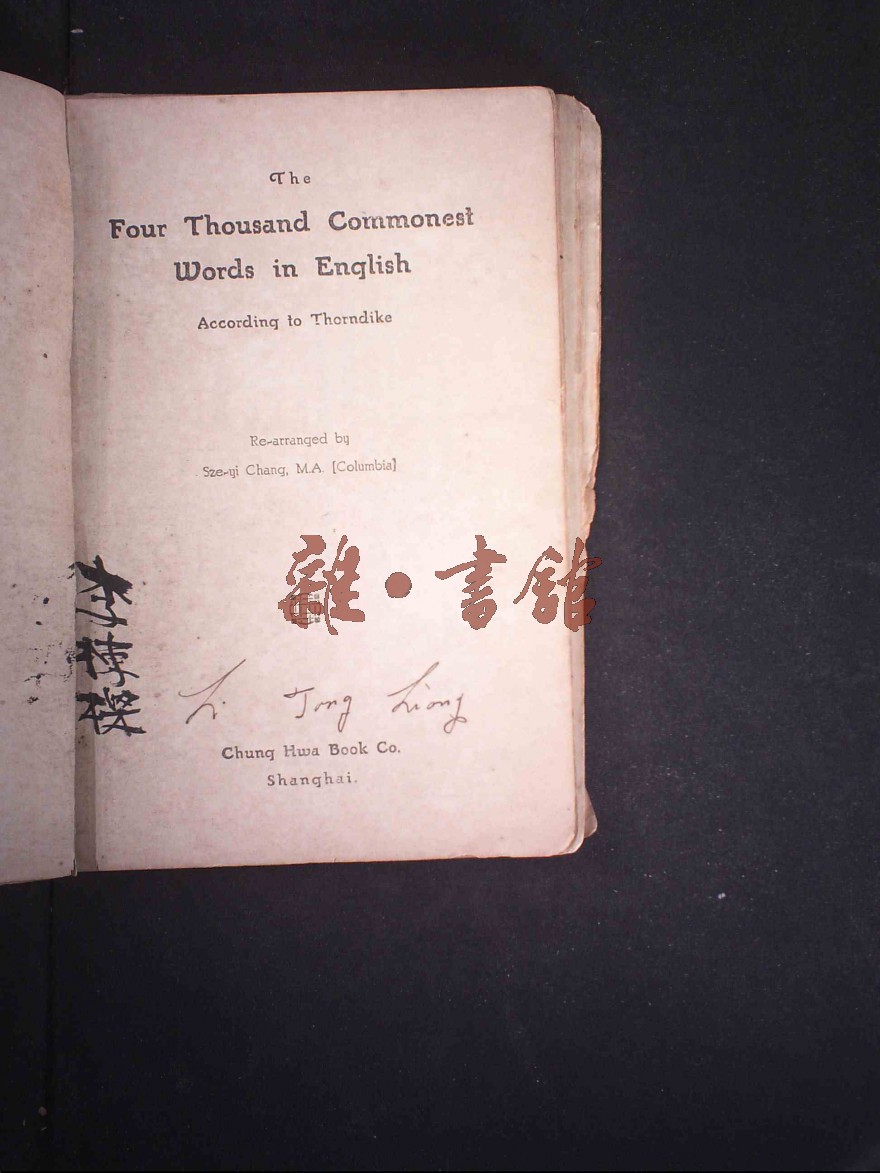 The
Four Thousand Commonest
Words in English
According to Thorndike
Re-arranged by
Sze-yi Chang, M.A. [Columbia]
雜・書館
Li Tong Liong
Chung Hwa Book Co.
Shanghai.